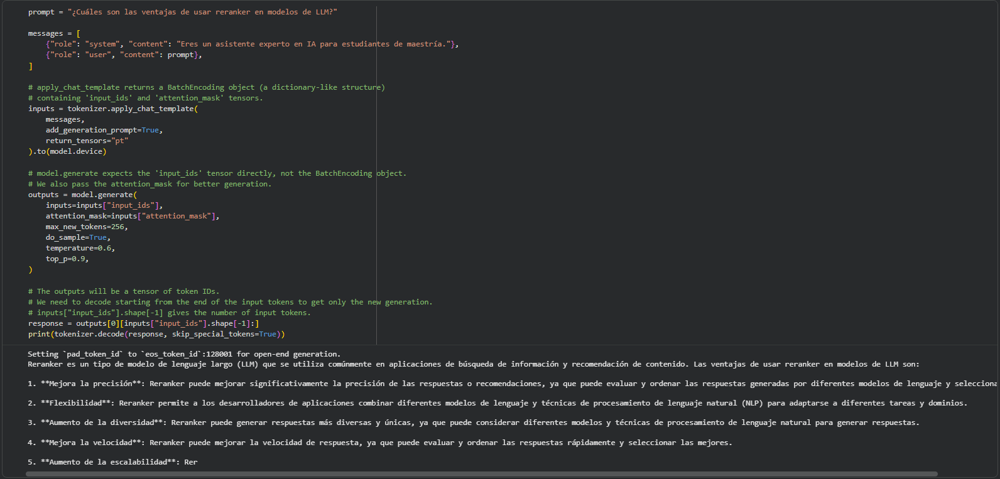 prompt = "¿Cuáles son las ventajas de usar reranker en modelos de LLM?"
messages = [
{"role": "system", "content": "Eres un asistente experto en IA para estudiantes de maestría."},
{"role": "user", "content": prompt},
]
# apply_chat_template returns a BatchEncoding object (a dictionary-like structure)
# containing 'input_ids' and 'attention_mask' tensors.
inputs = tokenizer.apply_chat_template(
messages,
add_generation_prompt=True,
return_tensors="pt"
).to(model.device)
# model.generate expects the 'input_ids' tensor directly, not the BatchEncoding object.
# We also pass the attention_mask for better generation.
outputs = model.generate(
inputs=inputs["input_ids"],
attention_mask=inputs["attention_mask"],
max_new_tokens=256,
do_sample=True,
temperature=0.6,
top_p=0.9,
)
# The outputs will be a tensor of token IDs.
# We need to decode starting from the end of the input tokens to get only the new generation.
# inputs["input_ids"].shape[-1] gives the number of input tokens.
response = outputs[0][inputs["input_ids"].shape[-1]:]
print(tokenizer.decode(response, skip_special_tokens=True))
Setting `pad_token_id` to `eos_token_id`:128001 for open-end generation.
Reranker es un tipo de modelo de lenguaje largo (LLM) que se utiliza comúnmente en aplicaciones de búsqueda de información y recomendación de contenido. Las ventajas de usar reranker en modelos de LLM son:
1. **Mejora la precisión**: Reranker puede mejorar significativamente la precisión de las respuestas o recomendaciones, ya que puede evaluar y ordenar las respuestas generadas por diferentes modelos de lenguaje y selecciona
2. **Flexibilidad**: Reranker permite a los desarrolladores de aplicaciones combinar diferentes modelos de lenguaje y técnicas de procesamiento de lenguaje natural (NLP) para adaptarse a diferentes tareas y dominios.
3. **Aumento de la diversidad**: Reranker puede generar respuestas más diversas y únicas, ya que puede considerar diferentes modelos y técnicas de procesamiento de lenguaje natural para generar respuestas.
4. **Mejora la velocidad**: Reranker puede mejorar la velocidad de respuesta, ya que puede evaluar y ordenar las respuestas rápidamente y seleccionar las mejores.
5. **Aumento de la escalabilidad**: Rer